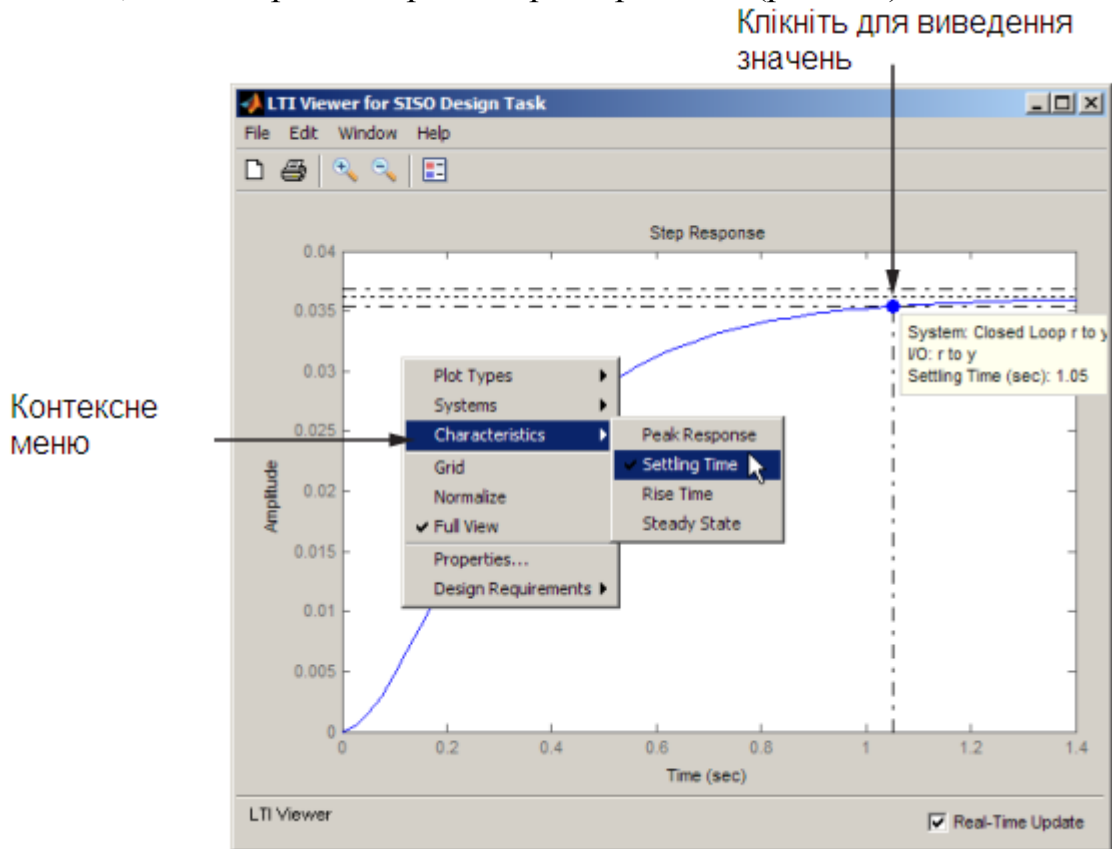 Клікніть для виведення
значень
LTI Viewer for SISO Design Task
File Edit Window Help
Step Response
0.04
0.035
0.03
0.025
0.02
0.015
0.01
0.005
0
Amplitude
System: Closed Loop r to y
I/O: r to y
Settling Time (sec): 1.05
Контексне
меню
Plot Types
Systems
Characteristics
Grid
Normalize
Full View
Properties...
Design Requirements
Peak Response
Settling Time
Rise Time
Steady State
0 0.2 0.4 0.6 0.8 1 1.2 1.4
Time (sec)
LTI Viewer
Real-Time Update